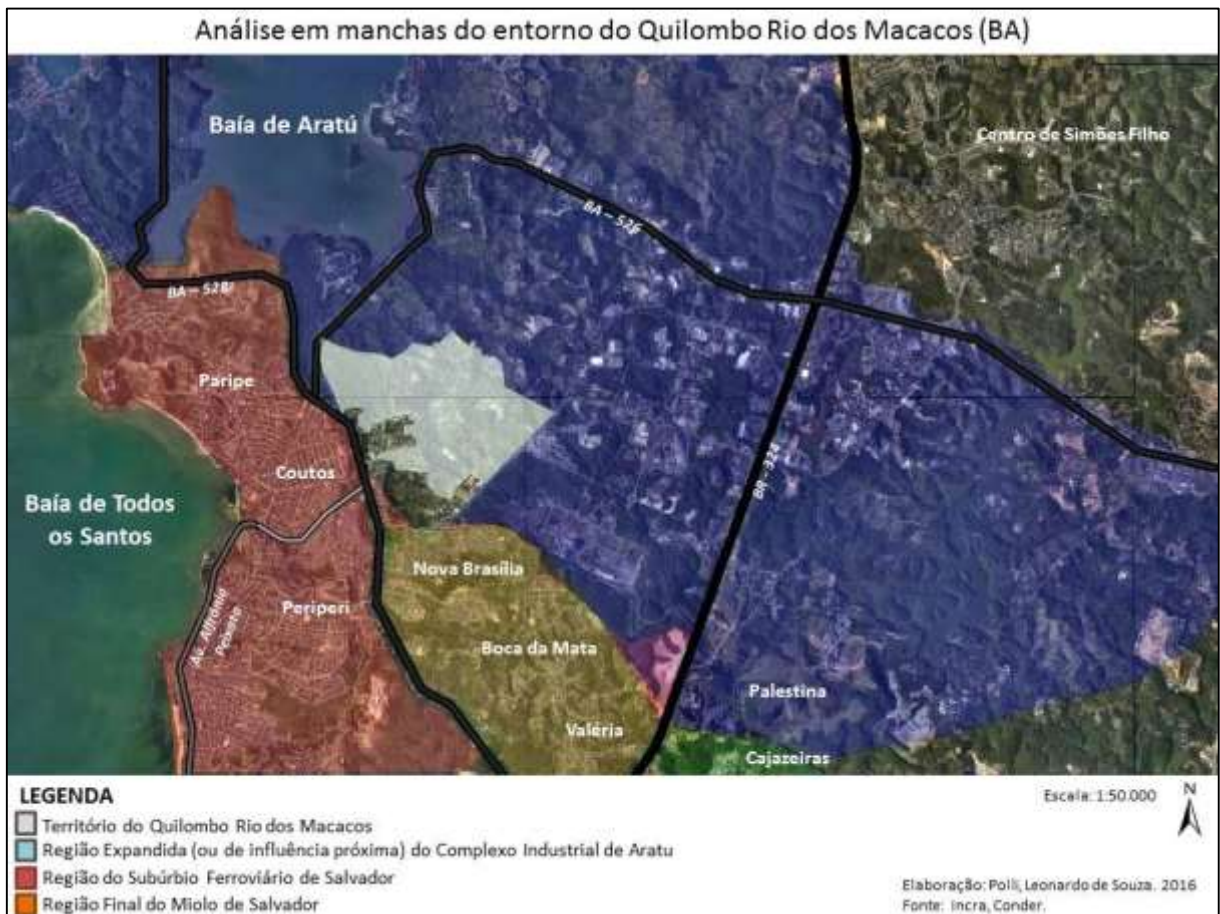 Análise em manchas do entorno do Quilombo Rio dos Macacos (BA)
Baía de Aratú
Centro de Simões Filho
BA – 526
BA – 528
Paripe
Coutos
BR – 324
Baía de Todos
os Santos
Nova Brasília
Periperi
Av. Afrânio
Peixoto
Boca da Mata
Palestina
Valéria
Cajazeiras
LEGENDA
Território do Quilombo Rio dos Macacos
Região Expandida (ou de influência próxima) do Complexo Industrial de Aratu
Região do Subúrbio Ferroviário de Salvador
Região Final do Miolo de Salvador
Escala: 1:50.000
N
Elaboração: Polli, Leonardo de Souza. 2016
Fonte: Incra, Conder.